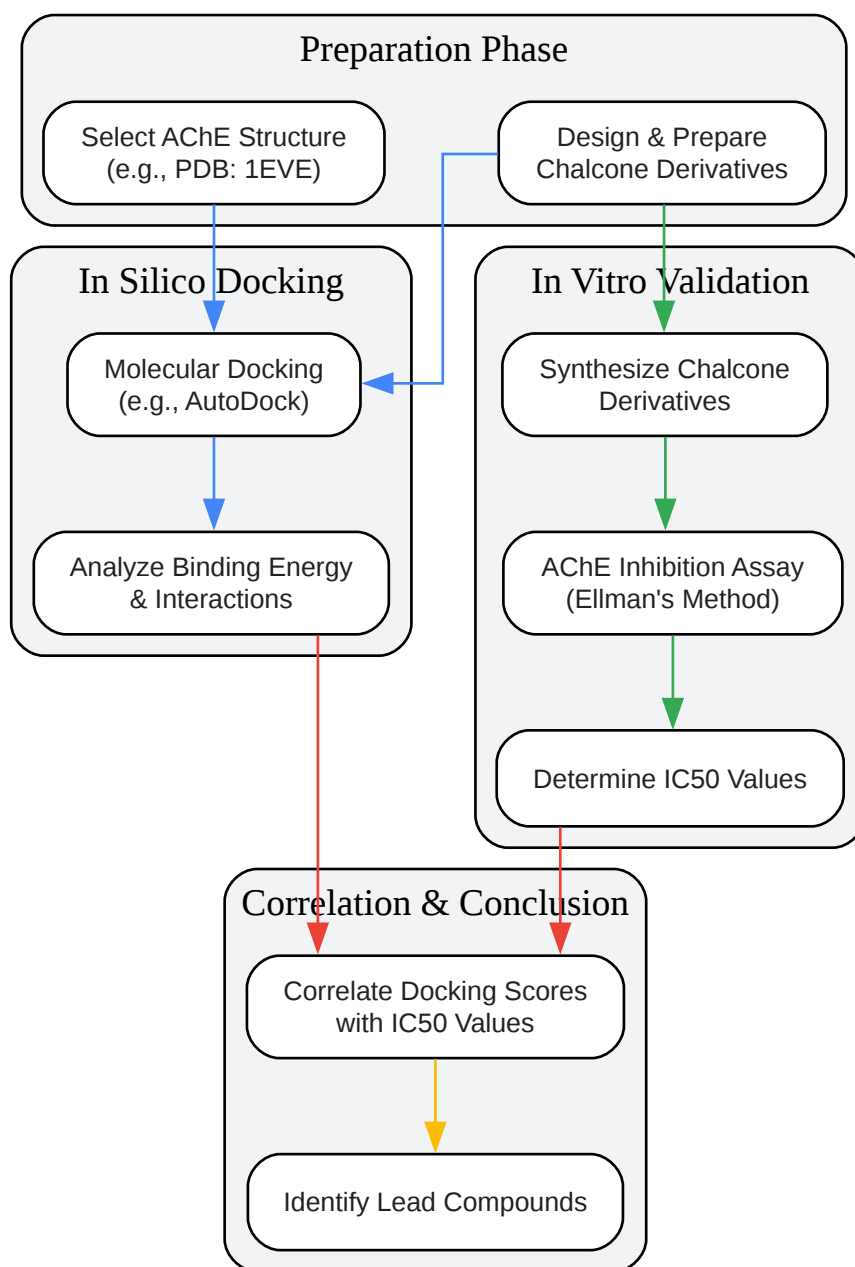 Preparation Phase
Select AChE Structure
(e.g., PDB: 1EVE)
Design & Prepare
Chalcone Derivatives
In Silico Docking
Molecular Docking
(e.g., AutoDock)
Analyze Binding Energy
& Interactions
In Vitro Validation
Synthesize Chalcone
Derivatives
AChE Inhibition Assay
(Ellman's Method)
Determine IC50 Values
Correlation & Conclusion
Correlate Docking Scores
with IC50 Values
Identify Lead Compounds